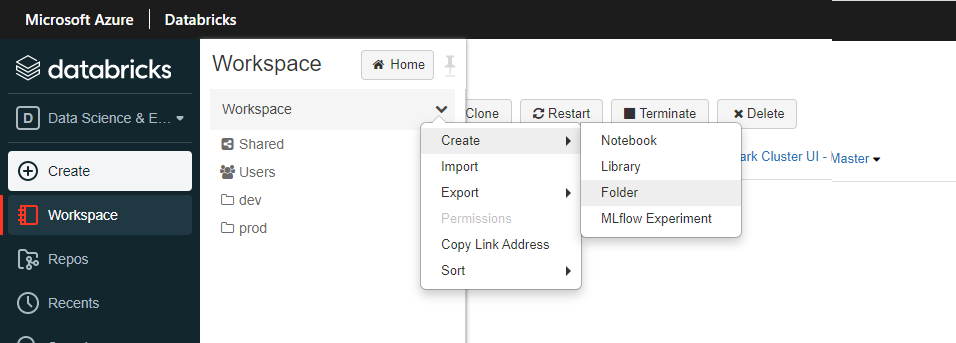 Microsoft Azure | Databricks
databricks
D Data Science & E...
Create
Workspace
Repos
Recents
Workspace
Home
Workspace
Shared
Users
dev
prod
Clone
Restart
Terminate
Delete
ark Cluster UI - Master
Create
Import
Export
Permissions
Copy Link Address
Sort
Notebook
Library
Folder
MLflow Experiment